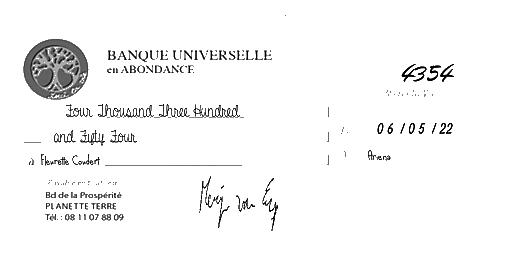 BANQUE UNIVERSELLE
en ABONDANCE
4354
Four Thousand Three Hundred
and Fifty Four
06/05/22
à Fleurette Coudert
Amiens
Bd de la Prospérité
PLANETTE TERRE
Tél. : 08 11 07 88 09